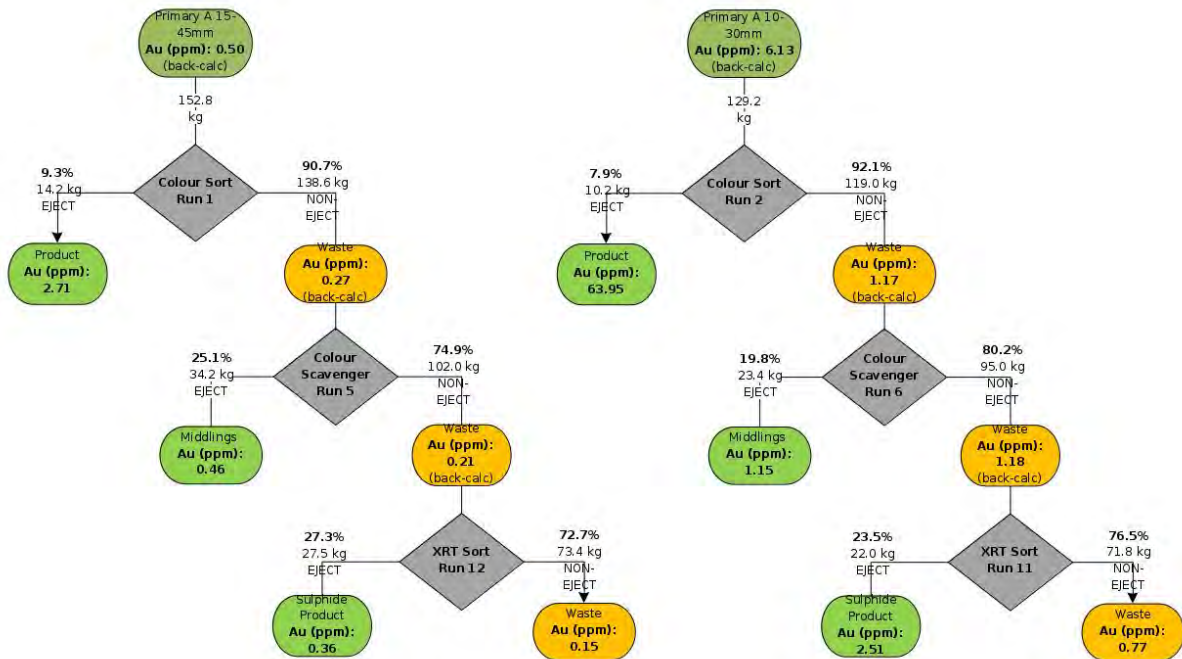 Primary A 15-
45mm
Au (ppm): 0.50
(back-calc)
152.8
kg
Colour Sort
Run 1
9.3%
14.2 kg
EJECT
90.7%
138.6 kg
NON-
EJECT
Product
Au (ppm):
2.71
Waste
Au (ppm):
0.27
(back-calc)
Colour
Scavenger
Run 5
25.1%
34.2 kg
EJECT
74.9%
102.0 kg
NON-
EJECT
Middlings
Au (ppm):
0.46
Waste
Au (ppm):
0.21
(back-calc)
XRT Sort
Run 12
27.3%
27.5 kg
EJECT
72.7%
73.4 kg
NON-
EJECT
Sulphide
Product
Au (ppm):
0.36
Waste
Au (ppm):
0.15
Primary A 10-
30mm
Au (ppm): 6.13
(back-calc)
129.2
kg
Colour Sort
Run 2
7.9%
10.2 kg
EJECT
92.1%
119.0 kg
NON-
EJECT
Product
Au (ppm):
63.95
Waste
Au (ppm):
1.17
(back-calc)
Colour
Scavenger
Run 6
19.8%
23.4 kg
EJECT
80.2%
95.0 kg
NON-
EJECT
Middlings
Au (ppm):
1.15
Waste
Au (ppm):
1.18
(back-calc)
XRT Sort
Run 11
23.5%
22.0 kg
EJECT
76.5%
71.8 kg
NON-
EJECT
Sulphide
Product
Au (ppm):
2.51
Waste
Au (ppm):
0.77